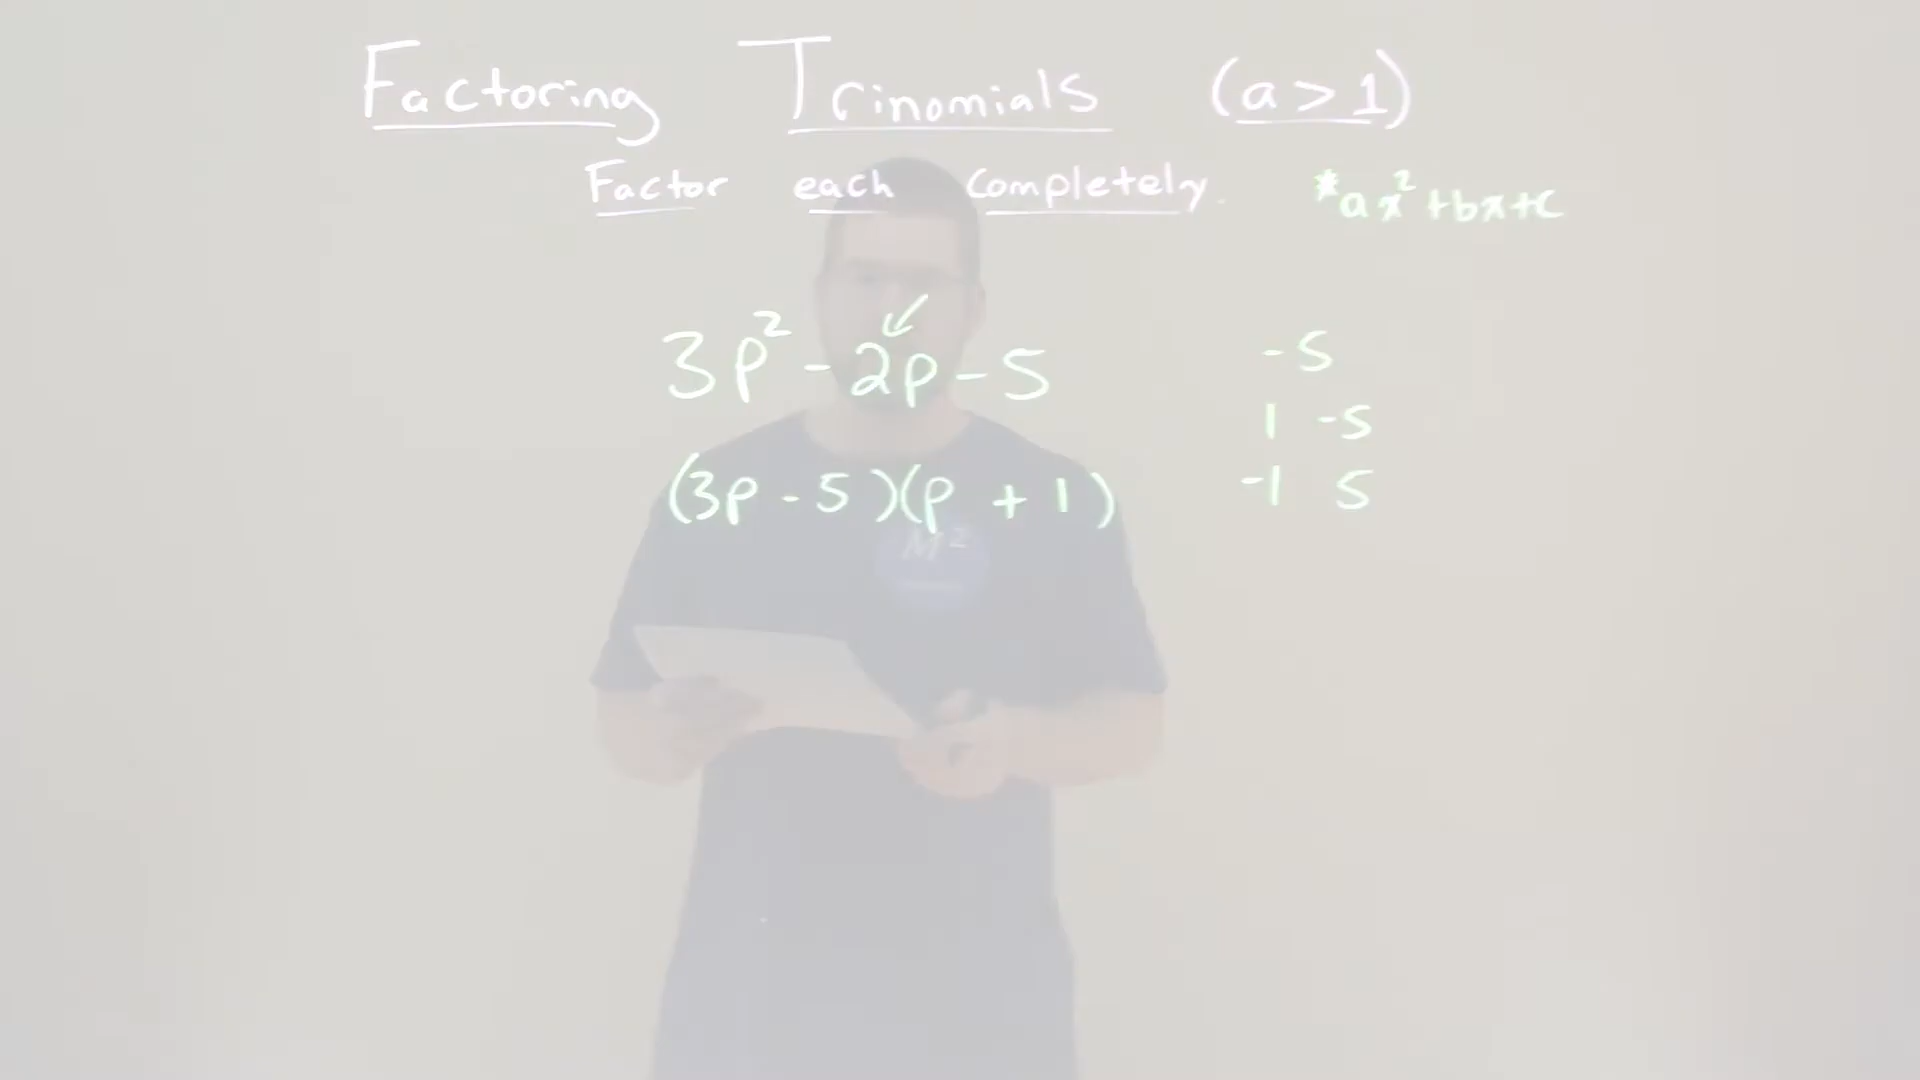 Factoring Trinomials (a > 1)
Factor each completely.
*ax²+bx+c
3p² - 2p - 5
(3p - 5)(p + 1)
-5
1 -5
-1 5
M²